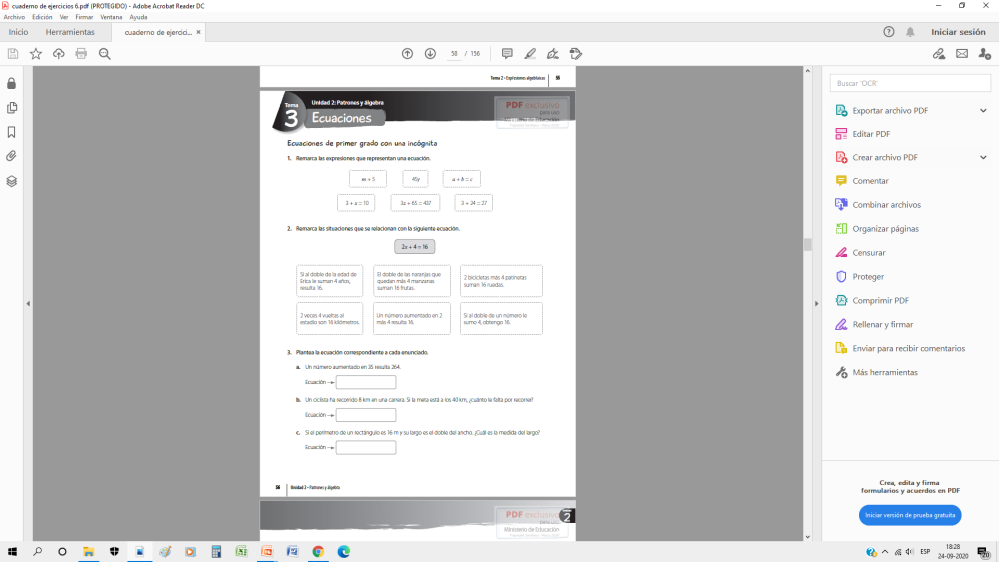 cuaderno de ejercicios 6.pdf (PROTEGIDO) - Adobe Acrobat Reader DC
Archivo Edición Ver Firmar Ventana Ayuda
Inicio Herramientas cuaderno de ejercici... × Iniciar sesión
58 / 156
Tema 2 • Expresiones algebraicas 55
Tema
3
Unidad 2: Patrones y álgebra
Ecuaciones
PDF exclusivo
para uso
Ecuaciones de primer grado con una incógnita
1. Remarca las expresiones que representan una ecuación.
m + 5
45y
a + b = c
3 + x = 10
3z + 65 = 437
3 + 24 = 27
2. Remarca las situaciones que se relacionan con la siguiente ecuación.
2x + 4 = 16
Si al doble de la edad de
Erica le suman 4 años,
resulta 16.
El doble de las naranjas que
quedan más 4 manzanas
suman 16 frutas.
2 bicicletas más 4 patinetas
suman 16 ruedas.
2 veces 4 vueltas al
estadio son 16 kilómetros.
Un número aumentado en 2
más 4 resulta 16.
Si al doble de un número le
sumo 4, obtengo 16.
3. Plantea la ecuación correspondiente a cada enunciado.
a. Un número aumentado en 35 resulta 264.
Ecuación
b. Un ciclista ha recorrido 8 km en una carrera. Si la meta está a los 40 km, ¿cuánto le falta por recorrer?
Ecuación
c. Si el perímetro de un rectángulo es 16 m y su largo es el doble del ancho. ¿Cuál es la medida del largo?
Ecuación
56 Unidad 2 • Patrones y álgebra
PDF exclusivo
para uso
Ministerio de Educación
2
Buscar 'OCR'
Exportar archivo PDF
Editar PDF
Crear archivo PDF
Comentar
Combinar archivos
Organizar páginas
Censurar
Proteger
Comprimir PDF
Rellenar y firmar
Enviar para recibir comentarios
Más herramientas
Crea, edita y firma
formularios y acuerdos en PDF
Iniciar versión de prueba gratuita
ESP
18:28
24-09-2020
20